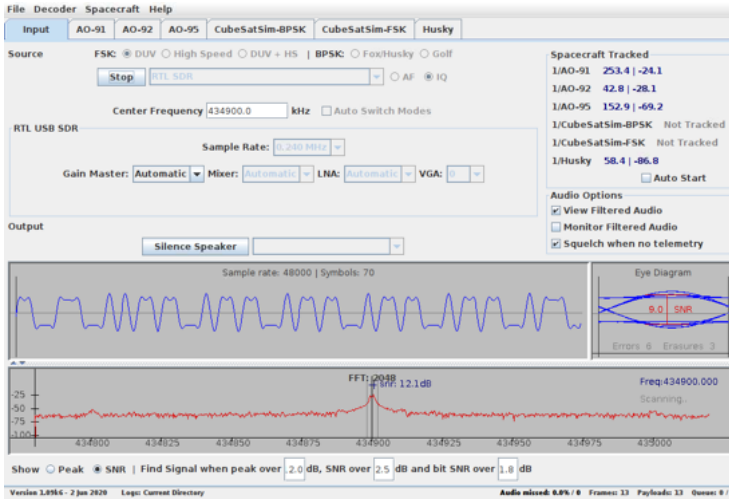 File Decoder Spacecraft Help
Input AO-91 AO-92 AO-95 CubeSatSim-BPSK CubeSatSim-FSK Husky
Source FSK: DUV High Speed DUV + HS | BPSK: Fox/Husky Golf
Stop RTL SDR AF IQ
Center Frequency 434900.0 kHz Auto Switch Modes
RTL USB SDR
Sample Rate: 0.240 MHz
Gain Master: Automatic Mixer: Automatic LNA: Automatic VGA: 0
Output
Silence Speaker
Spacecraft Tracked
1/AO-91 253.4 | -24.1
1/AO-92 42.8 | -28.1
1/AO-95 152.9 | -69.2
1/CubeSatSim-BPSK Not Tracked
1/CubeSatSim-FSK Not Tracked
1/Husky 58.4 | -86.8
Auto Start
Audio Options
View Filtered Audio
Monitor Filtered Audio
Squelch when no telemetry
Sample rate: 48000 | Symbols: 70
Eye Diagram
9.0 SNR
Errors 6 Erasures 3
FFT: 2048
snr: 12.1dB
Freq:434900.000
Scanning..
-25
-50
-75
-100
434800 434825 434850 434875 434900 434925 434950 434975 435000
Show Peak SNR | Find Signal when peak over 2.0 dB, SNR over 2.5 dB and bit SNR over 1.8 dB
Version 1.09k6 - 2 Jun 2020 Logs: Current Directory Audio missed: 0.0% / 0 Frames: 13 Payloads: 13 Queue: 0 /